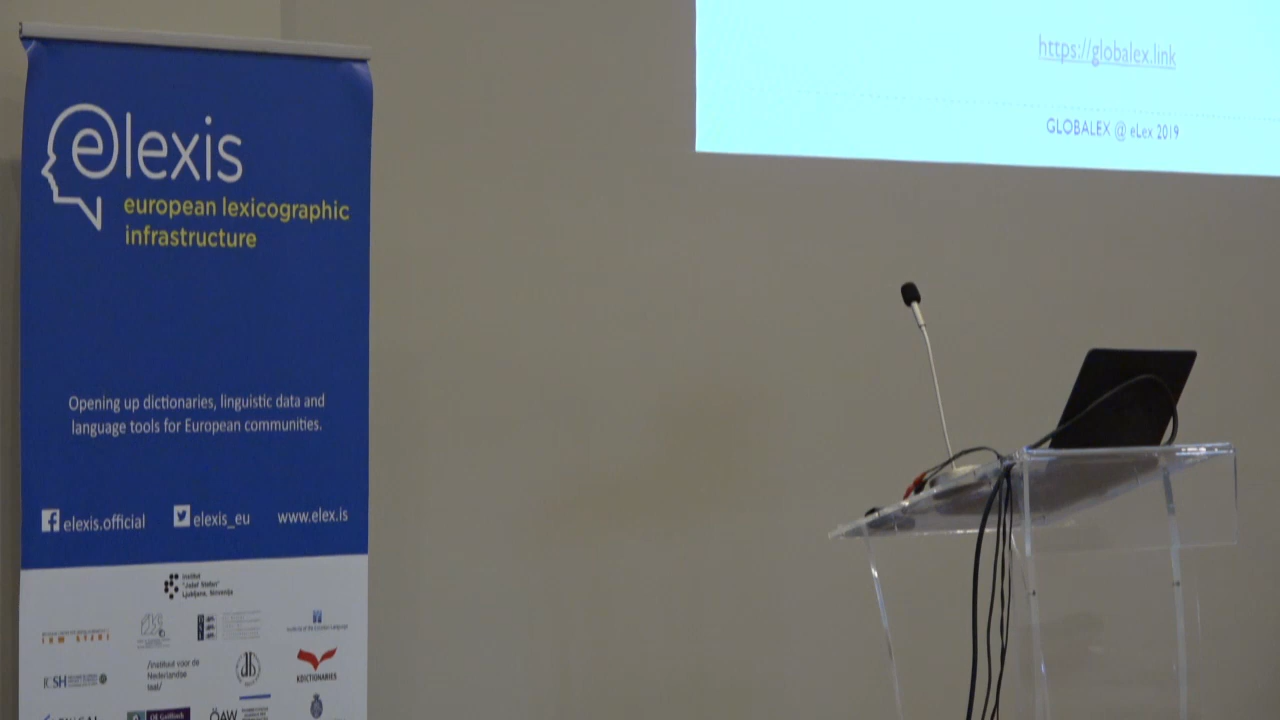 elexis
european lexicographic
infrastructure
Opening up dictionaries, linguistic data and
language tools for European communities.
elexis.official
elexis_eu
www.elex.is
Institut
"Jožef Stefan"
Ljubljana, Slovenija
/instituut voor de
Nederlandse
taal/
KDICTIONARIES
ÖAW
https://globalex.link
GLOBALEX @ eLex 2019